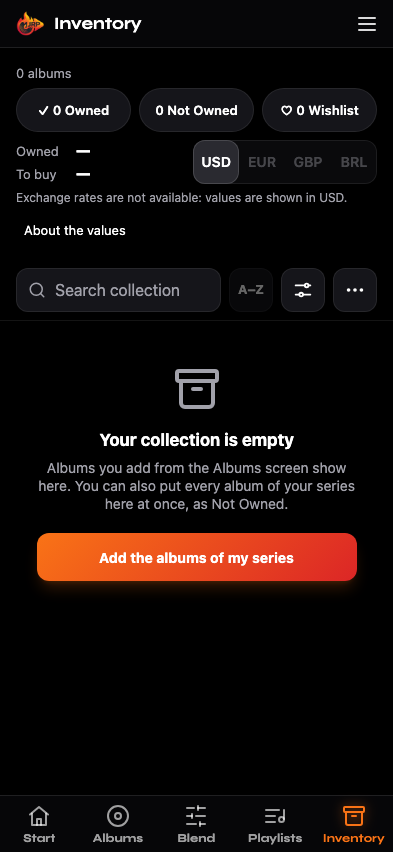 Inventory
0 albums
✓ 0 Owned
0 Not Owned
♡ 0 Wishlist
Owned —
To buy —
USD EUR GBP BRL
Exchange rates are not available: values are shown in USD.
About the values
Search collection
A–Z
Your collection is empty
Albums you add from the Albums screen show
here. You can also put every album of your series
here at once, as Not Owned.
Add the albums of my series
Start
Albums
Blend
Playlists
Inventory